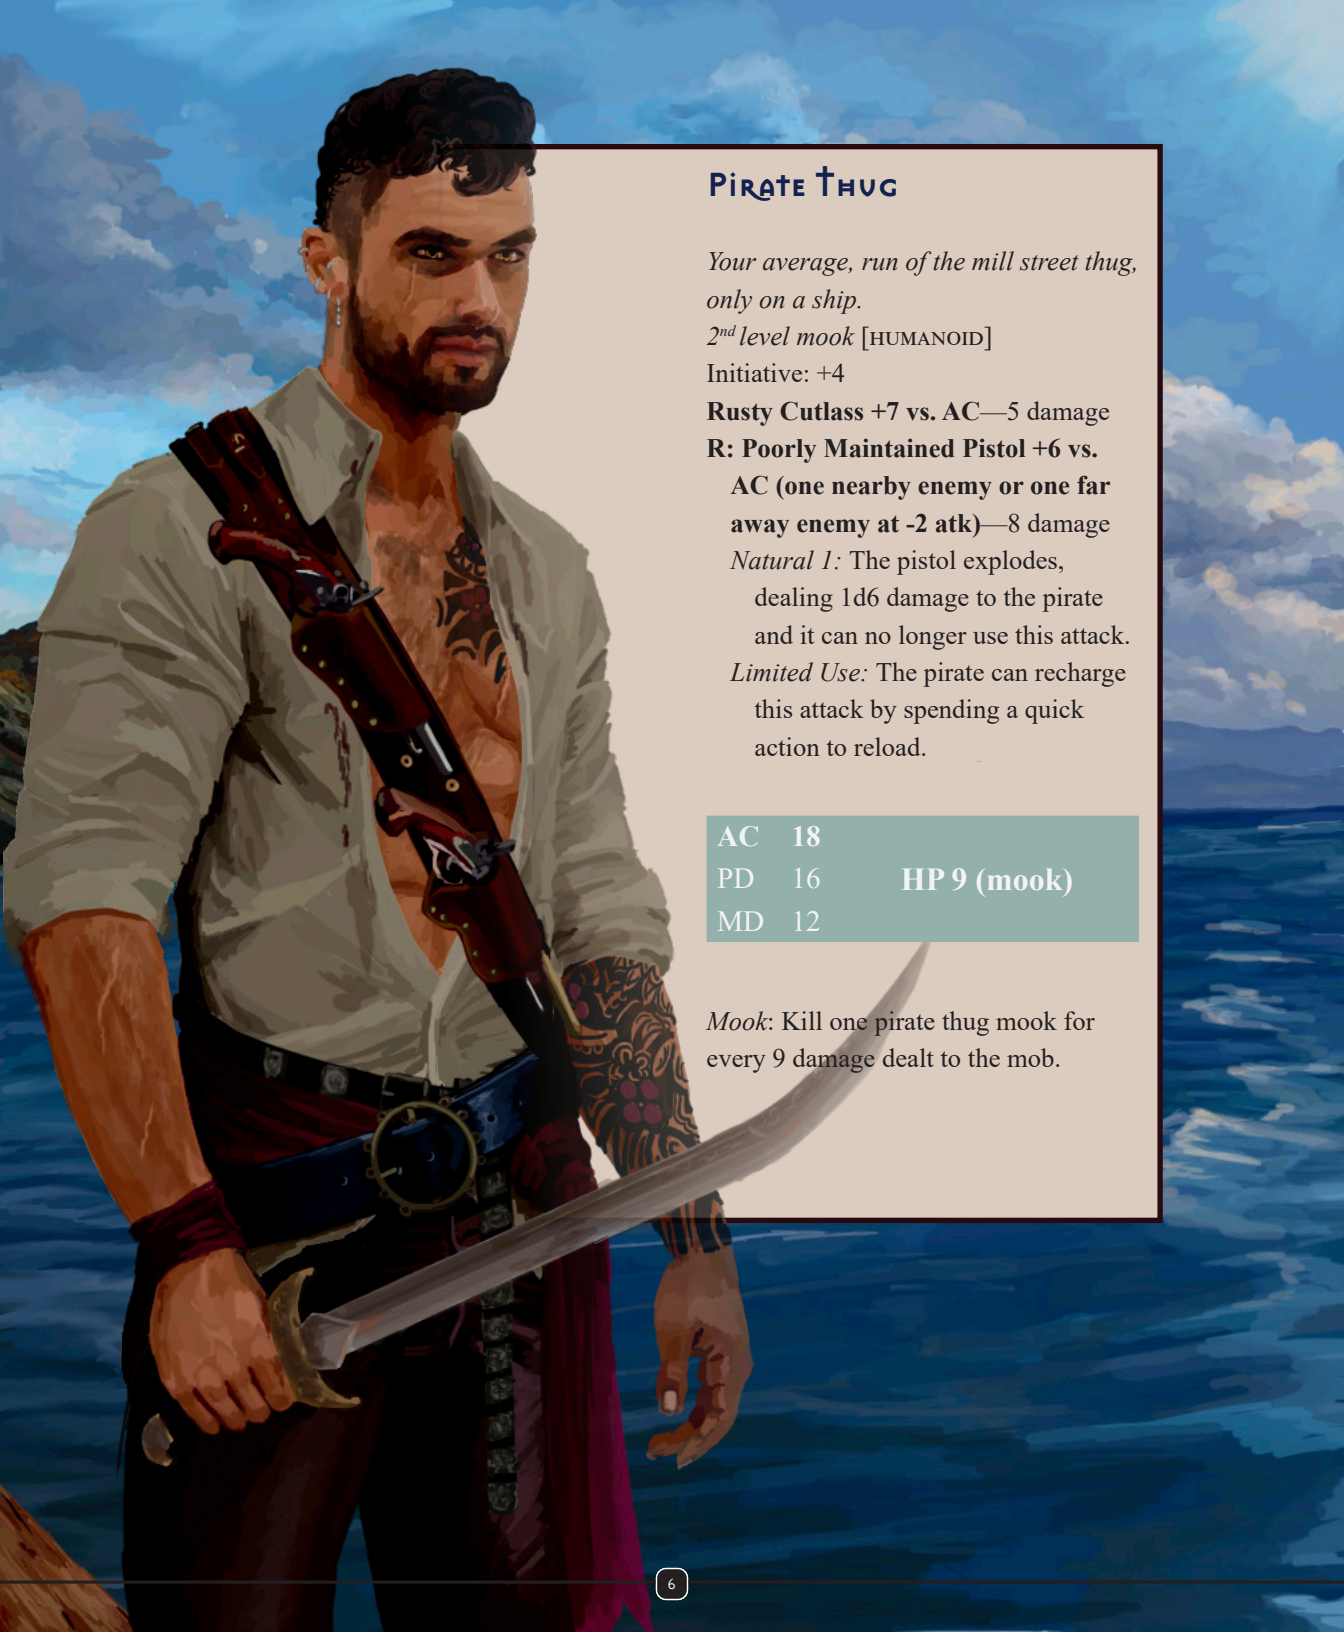 Pirate Thug
Your average, run of the mill street thug,
only on a ship.
2nd level mook [HUMANOID]
Initiative: +4
Rusty Cutlass +7 vs. AC—5 damage
R: Poorly Maintained Pistol +6 vs.
AC (one nearby enemy or one far
away enemy at -2 atk)—8 damage
Natural 1: The pistol explodes,
dealing 1d6 damage to the pirate
and it can no longer use this attack.
Limited Use: The pirate can recharge
this attack by spending a quick
action to reload.
AC 18
PD 16 HP 9 (mook)
MD 12
Mook: Kill one pirate thug mook for
every 9 damage dealt to the mob.
6